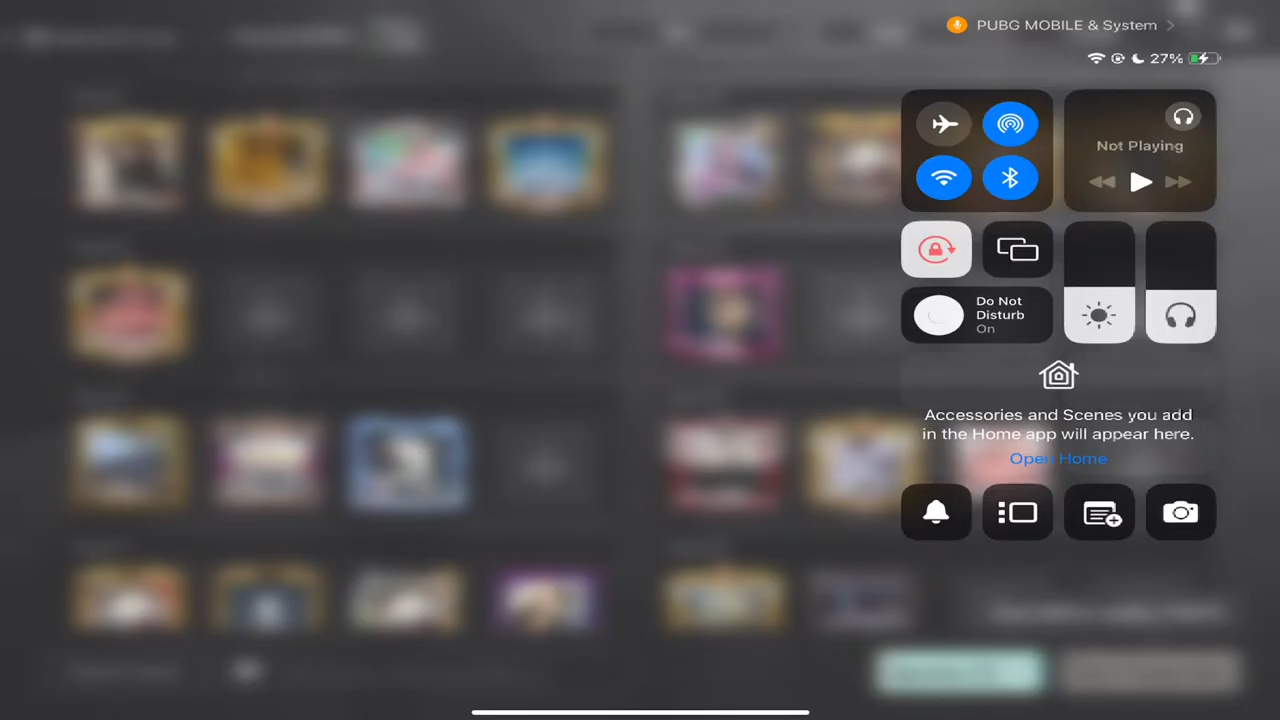 PUBG MOBILE & System
27%
Not Playing
Do Not
Disturb
On
Accessories and Scenes you add
in the Home app will appear here.
Open Home